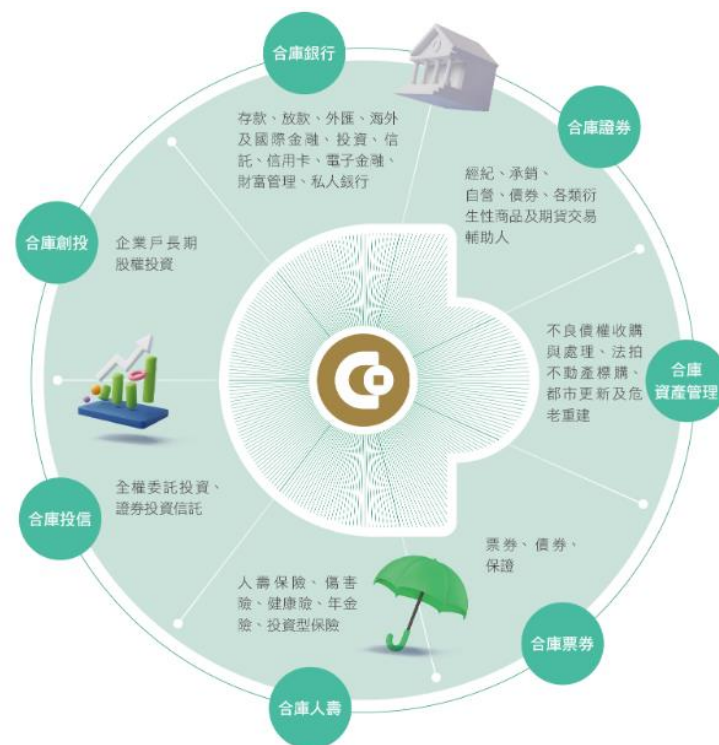 合庫銀行
存款、放款、外匯、海外
及國際金融、投資、信
託、信用卡、電子金融、
財富管理、私人銀行
合庫證券
經紀、承銷、
自營、債券、各類衍
生性商品及期貨交易
輔助人
合庫
資產管理
不良債權收購
與處理、法拍
不動產標購、
都市更新及危
老重建
合庫票券
票券、債券、
保證
合庫人壽
人壽保險、傷害
險、健康險、年金
險、投資型保險
合庫投信
全權委託投資、
證券投資信託
合庫創投
企業戶長期
股權投資